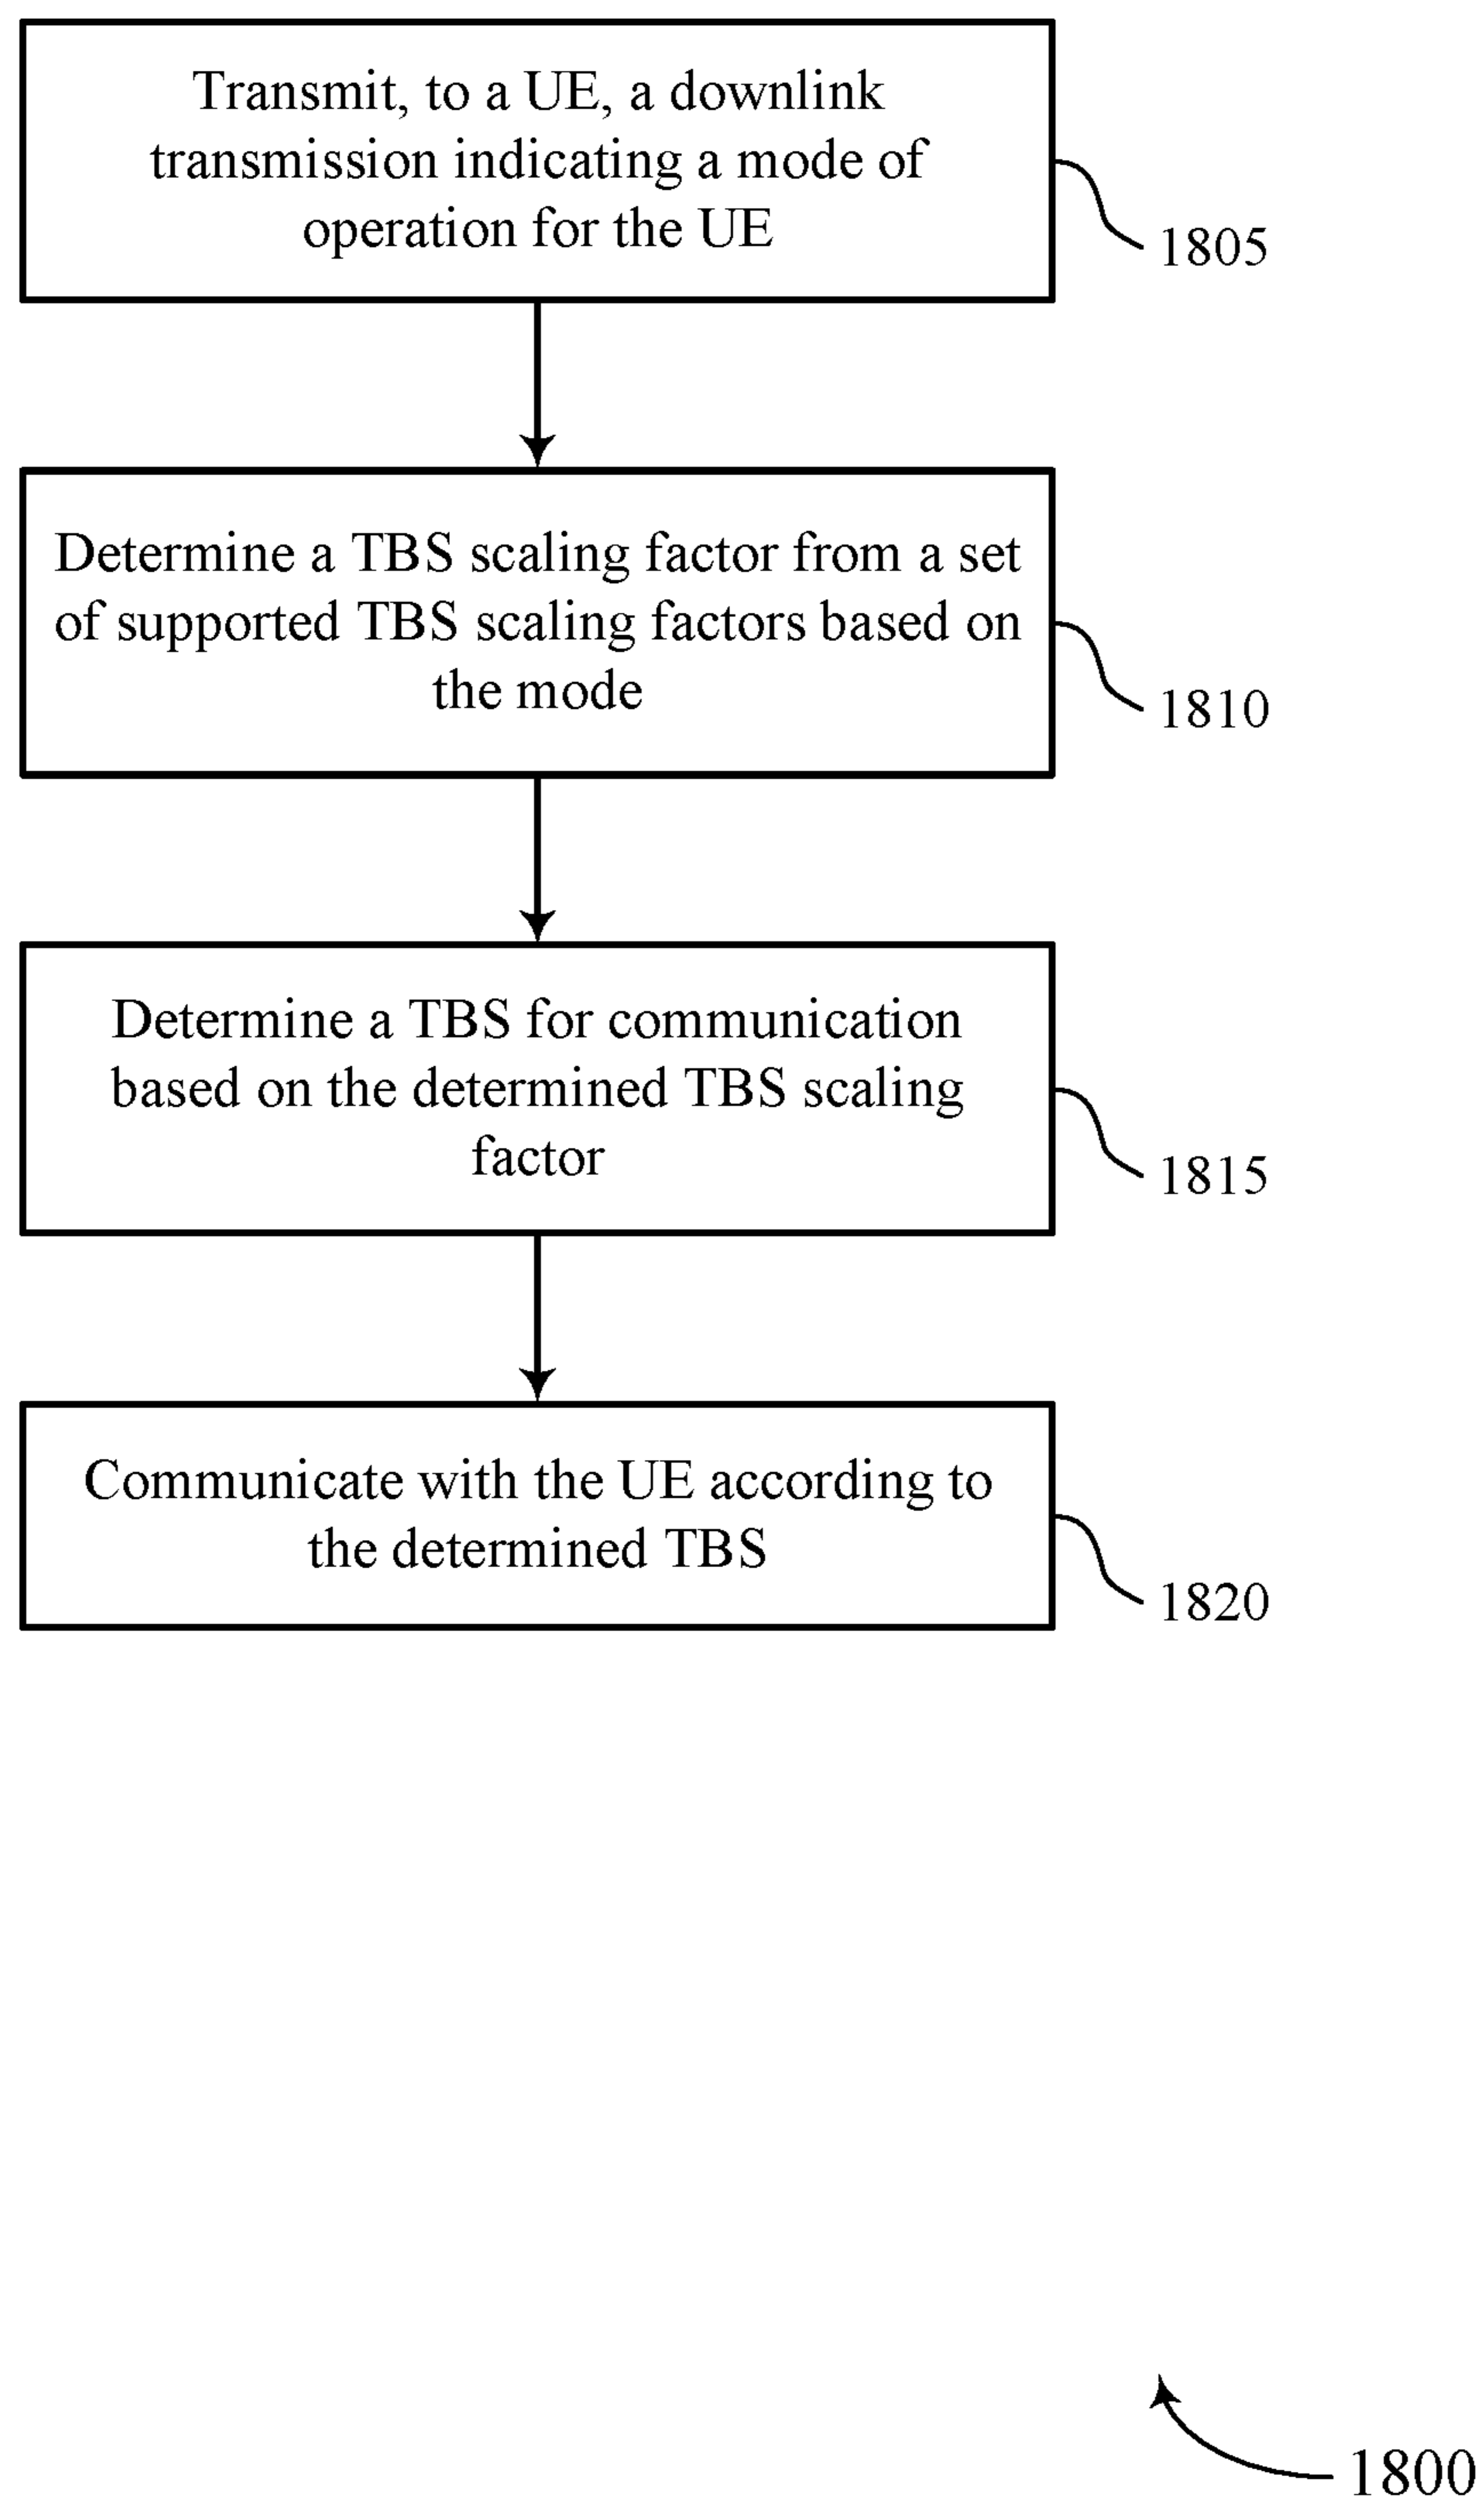 Transmit, to a UE, a downlink
transmission indicating a mode of
operation for the UE
1805
Determine a TBS scaling factor from a set
of supported TBS scaling factors based on
the mode
1810
Determine a TBS for communication
based on the determined TBS scaling
factor
1815
Communicate with the UE according to
the determined TBS
1820
1800